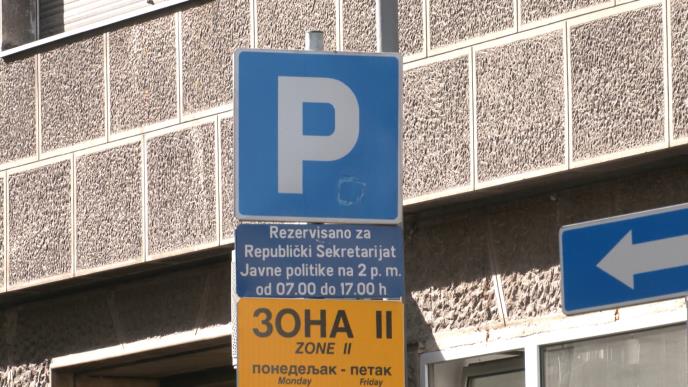 P
Rezervisano za
Republički Sekretarijat
Javne politike na 2 p. m.
od 07.00 do 17.00 h
ЗОНА II
ZONE II
понедељак - петак
Monday Friday